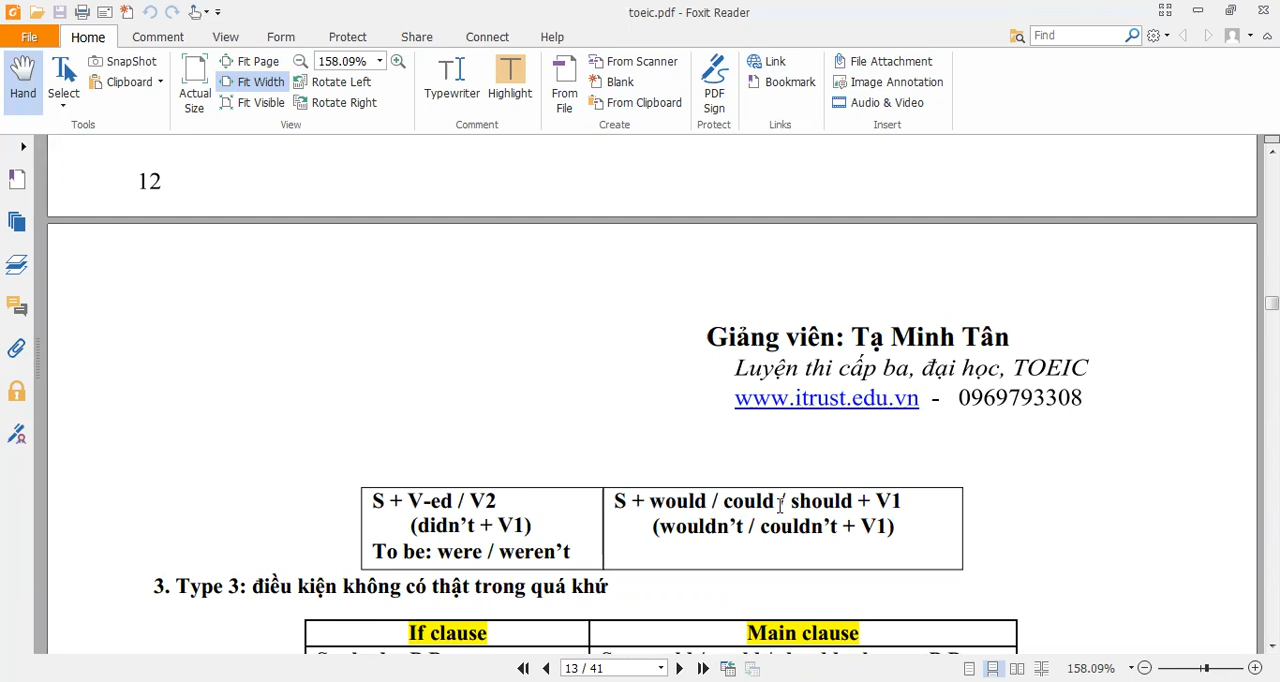 toeic.pdf - Foxit Reader
File Home Comment View Form Protect Share Connect Help Find
Hand
Select
SnapShot
Clipboard
Tools
Actual Size
Fit Page
Fit Width
Fit Visible
158.09%
Rotate Left
Rotate Right
View
Typewriter
Highlight
Comment
From File
From Scanner
Blank
From Clipboard
Create
PDF Sign
Protect
Link
Bookmark
Links
File Attachment
Image Annotation
Audio & Video
Insert
12
Giảng viên: Tạ Minh Tân
Luyện thi cấp ba, đại học, TOEIC
www.itrust.edu.vn - 0969793308
S + V-ed / V2
(didn’t + V1)
To be: were / weren’t
S + would / could / should + V1
(wouldn’t / couldn’t + V1)
3. Type 3: điều kiện không có thật trong quá khứ
If clause
Main clause
13 / 41
158.09%